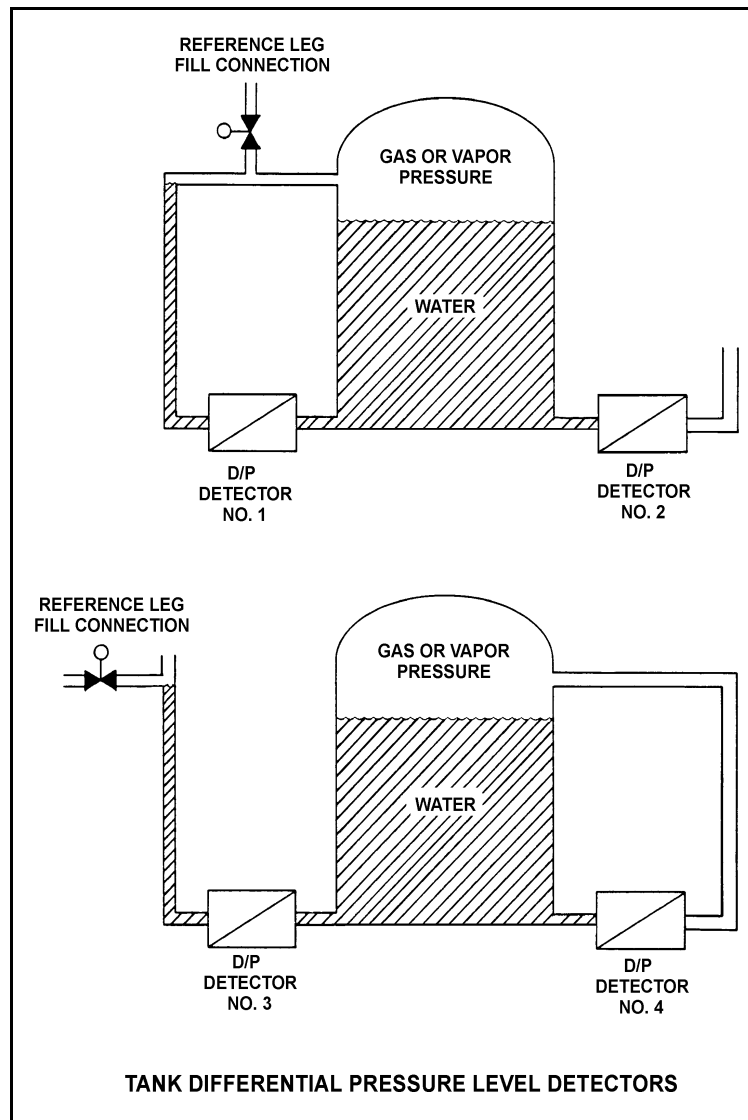 REFERENCE LEG
FILL CONNECTION
GAS OR VAPOR
PRESSURE
WATER
D/P
DETECTOR
NO. 1
D/P
DETECTOR
NO. 2
REFERENCE LEG
FILL CONNECTION
GAS OR VAPOR
PRESSURE
WATER
D/P
DETECTOR
NO. 3
D/P
DETECTOR
NO. 4
TANK DIFFERENTIAL PRESSURE LEVEL DETECTORS